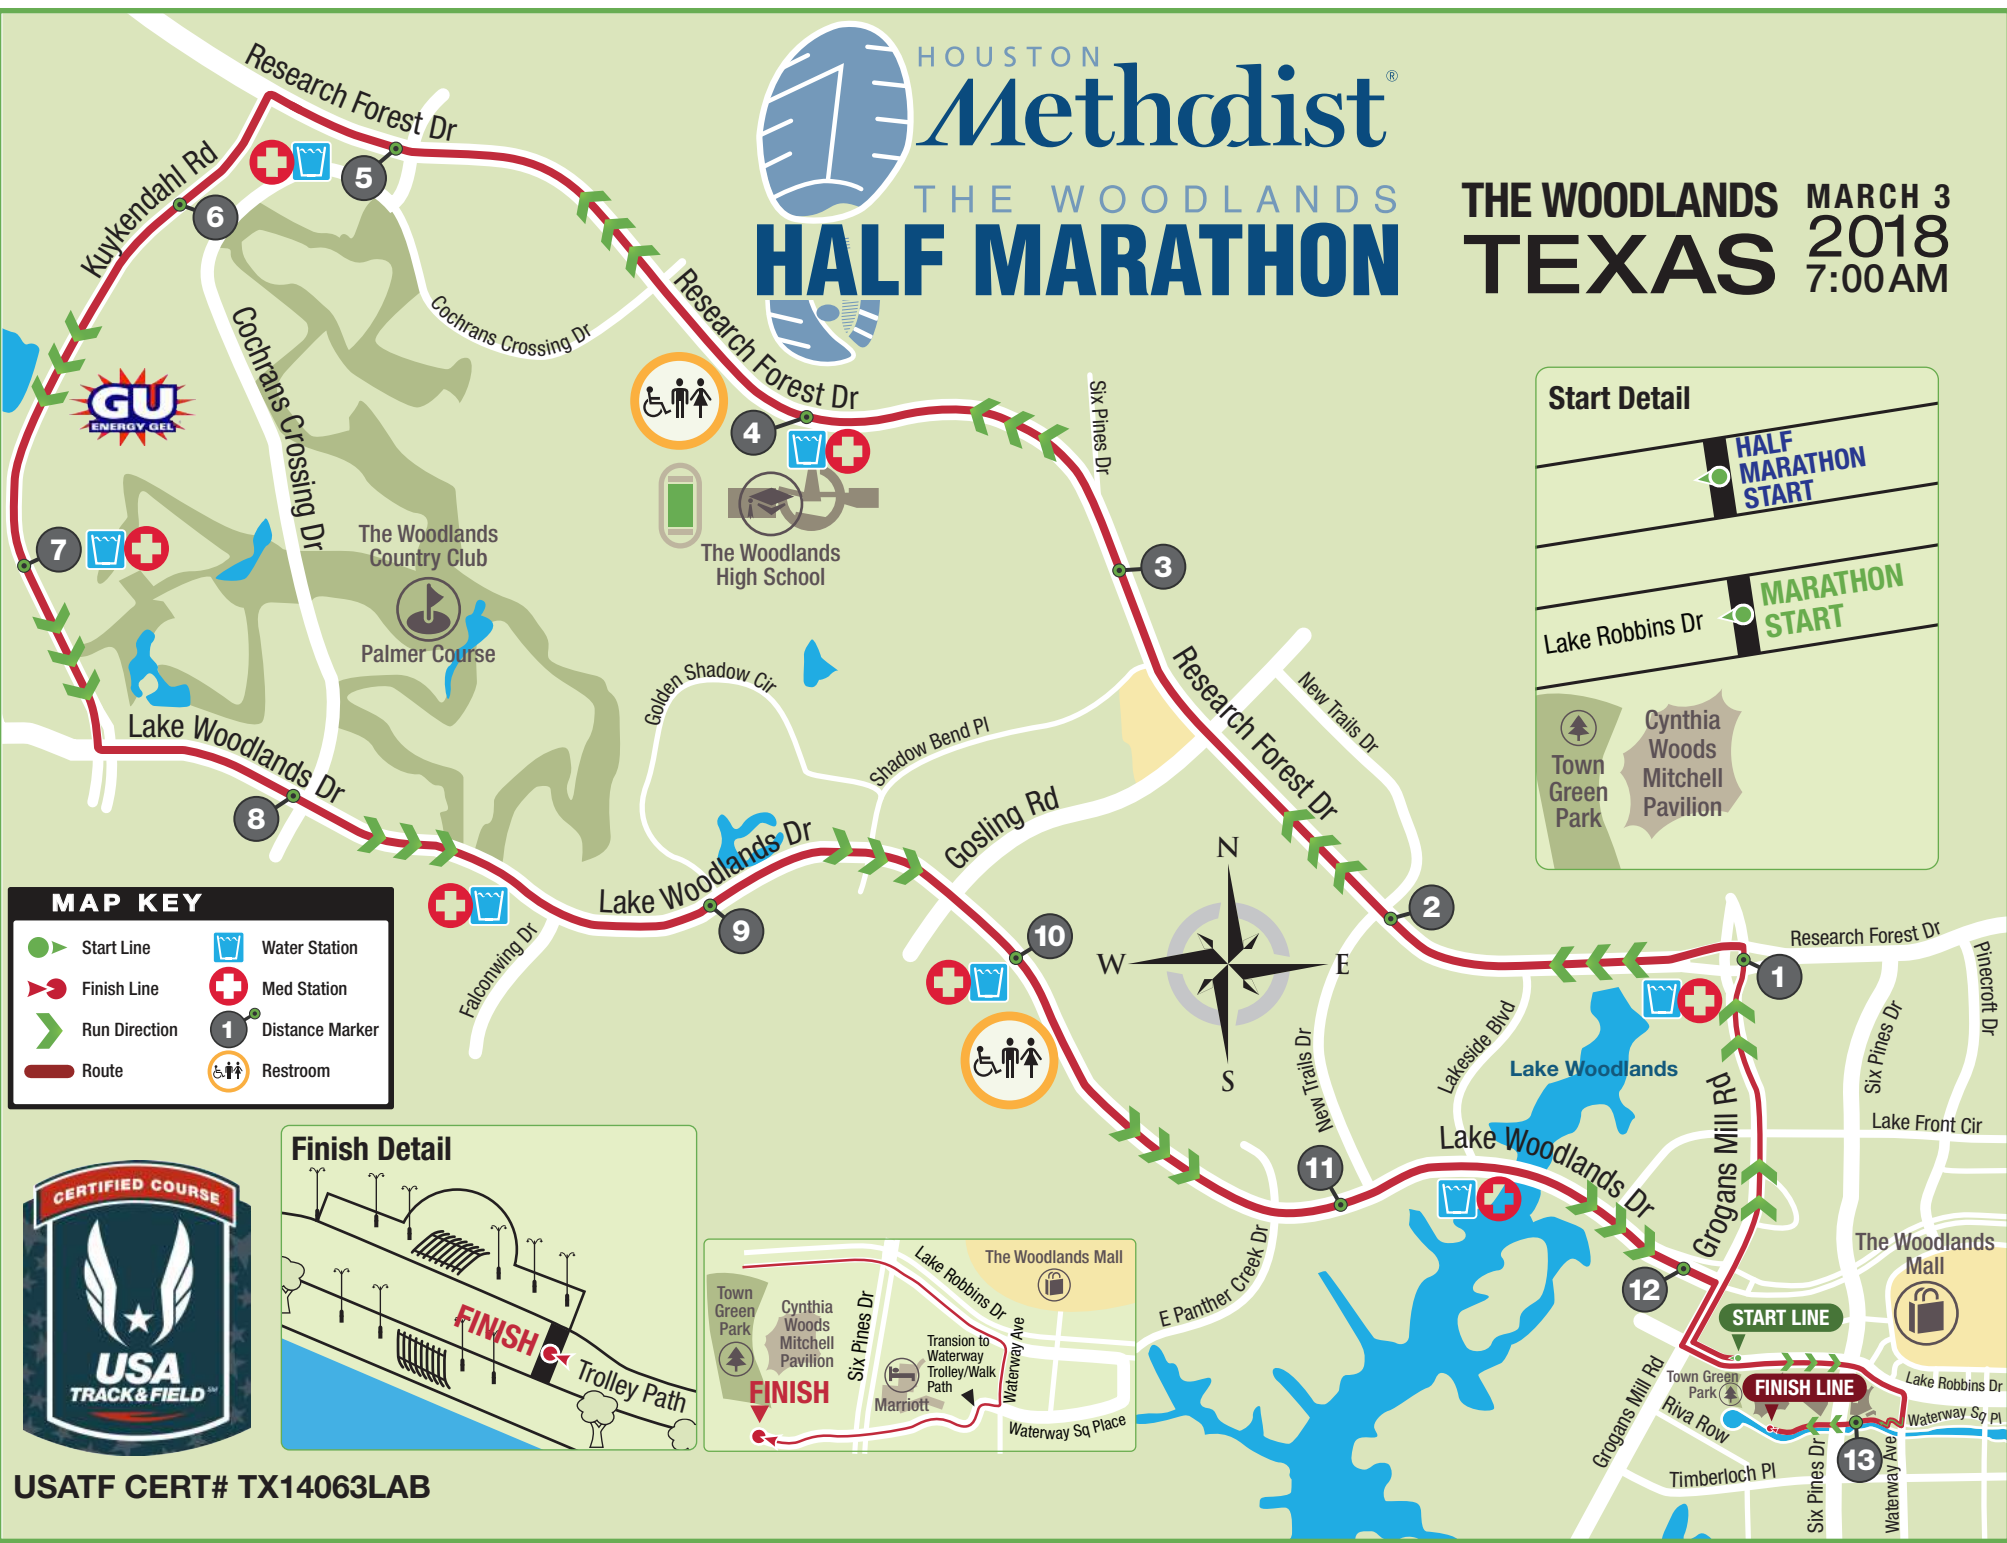 HOUSTON
Methodist®
THE WOODLANDS
HALF MARATHON
THE WOODLANDS
TEXAS
MARCH 3
2018
7:00 AM
Research Forest Dr
Kuykendahl Rd
5
6
Cochrans Crossing Dr
Cochrans Crossing Dr
GU
ENERGY GEL
Research Forest Dr
4
The Woodlands
High School
Six Pines Dr
3
7
The Woodlands
Country Club
Palmer Course
Lake Woodlands Dr
8
Golden Shadow Cir
Shadow Bend Pl
Gosling Rd
Research Forest Dr
New Trails Dr
Lake Woodlands Dr
9
Falconwing Dr
10
2
N
W
E
S
Start Detail
HALF
MARATHON
START
MARATHON
START
Lake Robbins Dr
Town
Green
Park
Cynthia
Woods
Mitchell
Pavilion
MAP KEY
Start Line
Water Station
Finish Line
Med Station
Run Direction
1
Distance Marker
Route
Restroom
Research Forest Dr
1
Pinecroft Dr
Six Pines Dr
Lakeside Blvd
New Trails Dr
Lake Woodlands
Grogans Mill Rd
Lake Front Cir
Lake Woodlands Dr
11
E Panther Creek Dr
12
The Woodlands
Mall
START LINE
FINISH LINE
Town Green
Park
Lake Robbins Dr
Waterway Sq Pl
Riva Row
Grogans Mill Rd
Timberloch Pl
13
Six Pines Dr
Waterway Ave
CERTIFIED COURSE
USA
TRACK&FIELD℠
USATF CERT# TX14063LAB
Finish Detail
FINISH
Trolley Path
Lake Robbins Dr
The Woodlands Mall
Town
Green
Park
Cynthia
Woods
Mitchell
Pavilion
Six Pines Dr
Transion to
Waterway
Trolley/Walk
Path
Waterway Ave
Marriott
FINISH
Waterway Sq Place